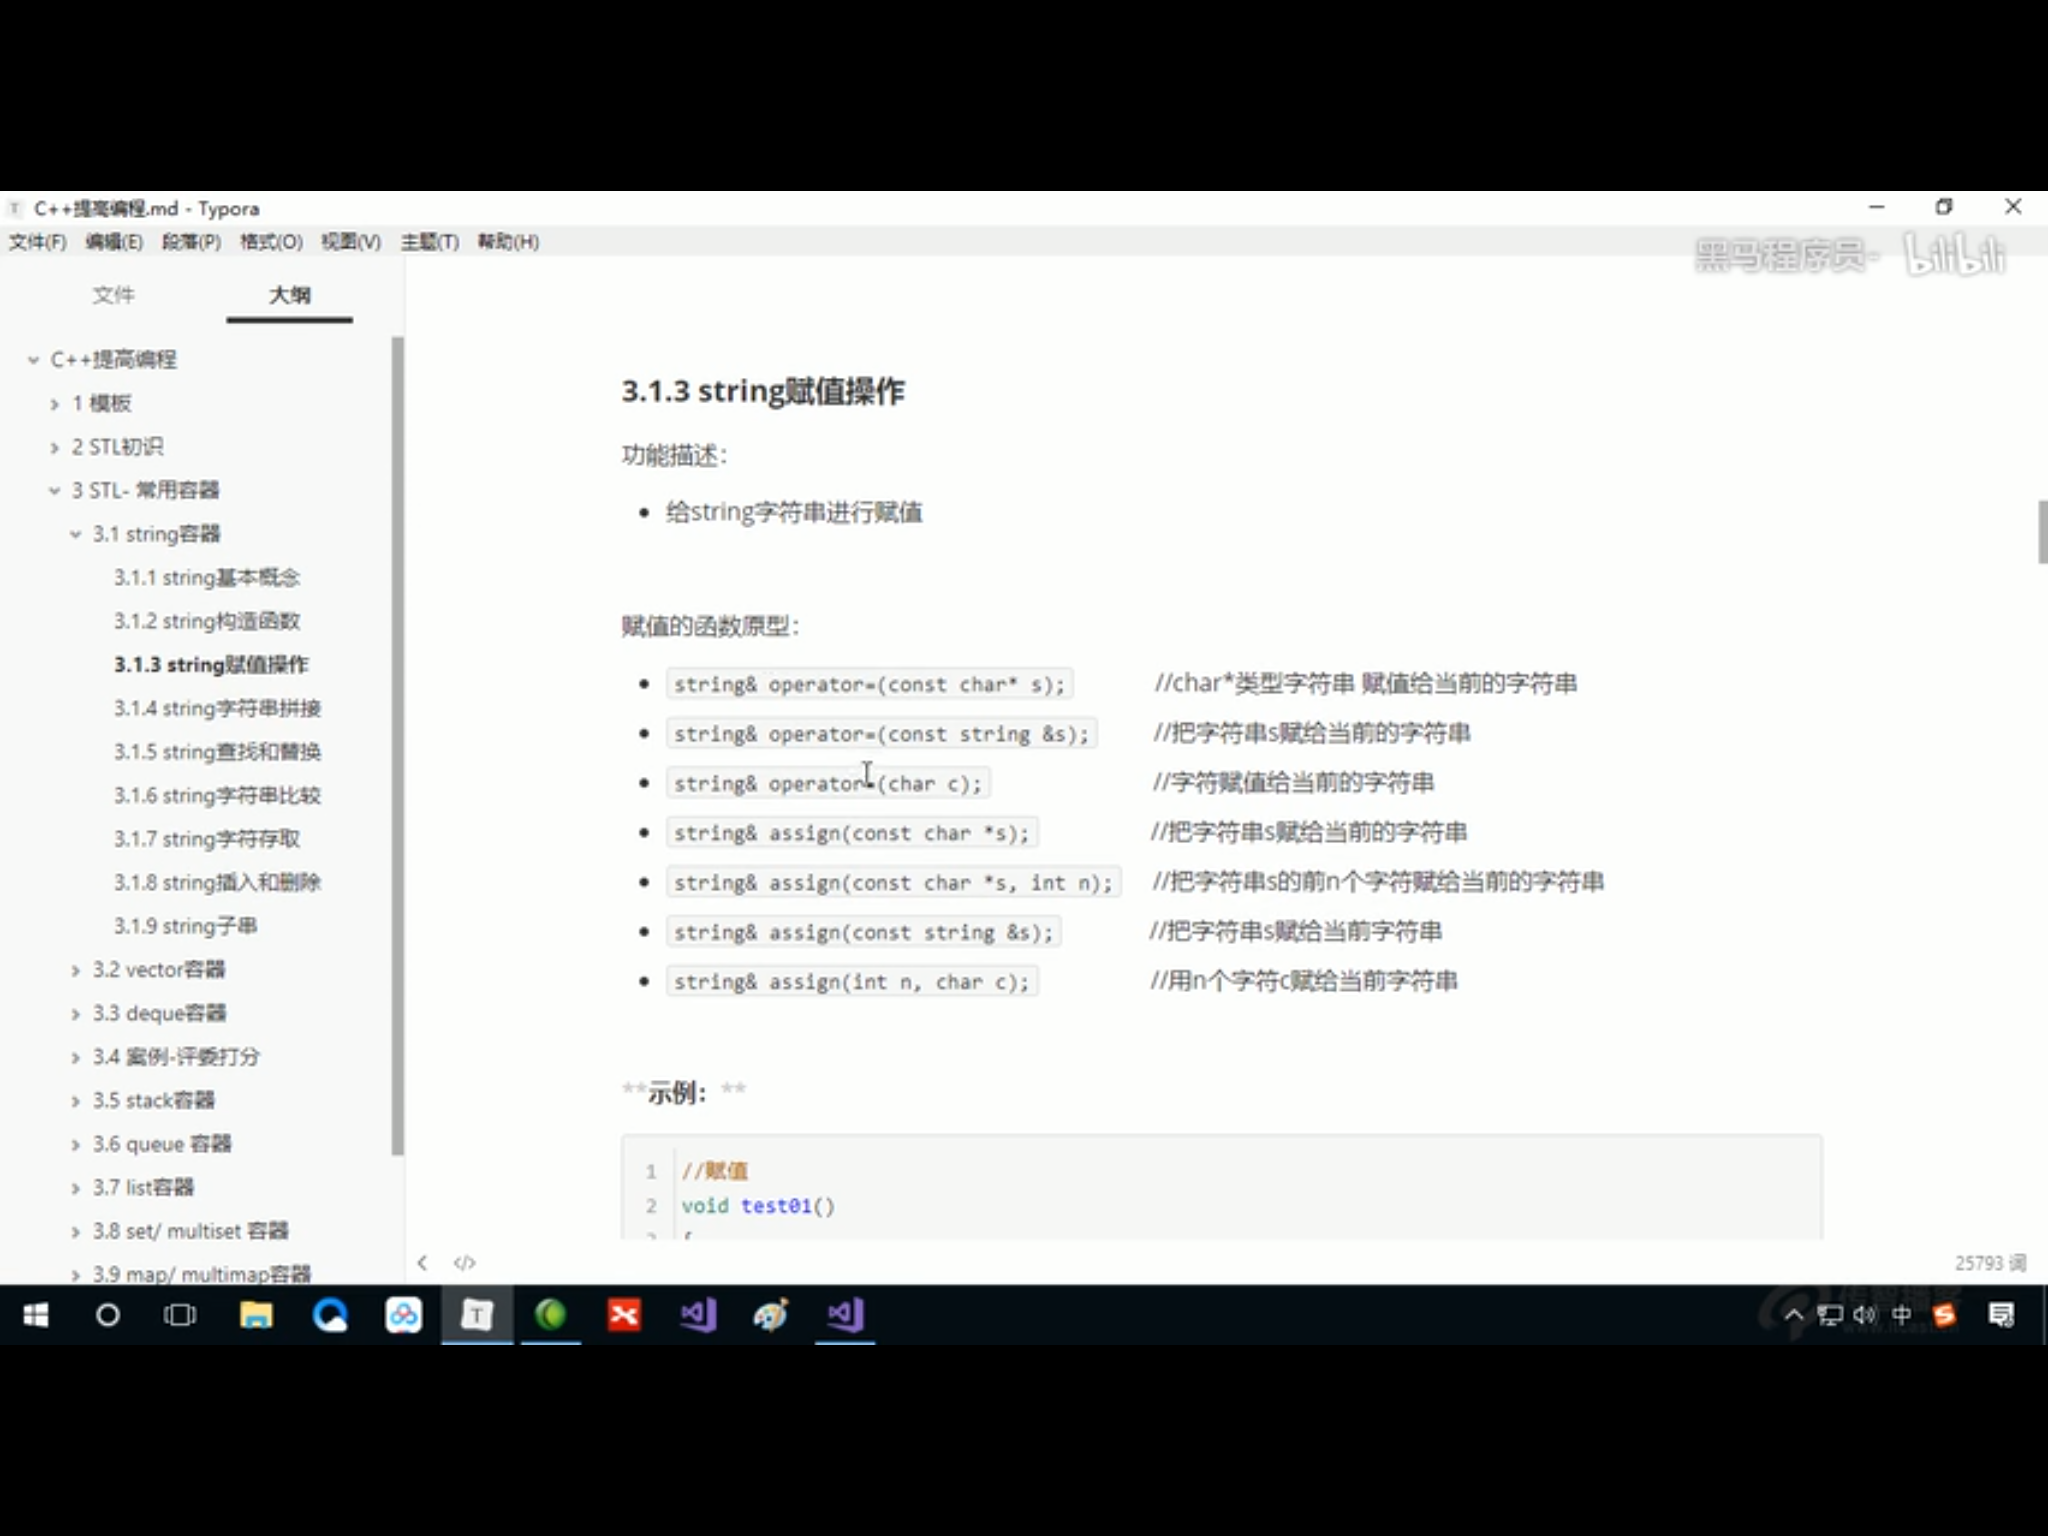 C++提高编程.md - Typora
文件(F) 编辑(E) 段落(P) 格式(O) 视图(V) 主题(T) 帮助(H)
黑马程序员- bilibili
文件 大纲
C++提高编程
1 模板
2 STL初识
3 STL- 常用容器
3.1 string容器
3.1.1 string基本概念
3.1.2 string构造函数
3.1.3 string赋值操作
3.1.4 string字符串拼接
3.1.5 string查找和替换
3.1.6 string字符串比较
3.1.7 string字符存取
3.1.8 string插入和删除
3.1.9 string子串
3.2 vector容器
3.3 deque容器
3.4 案例-评委打分
3.5 stack容器
3.6 queue 容器
3.7 list容器
3.8 set/ multiset 容器
3.9 map/ multimap容器
3.1.3 string赋值操作
功能描述：
给string字符串进行赋值
赋值的函数原型：
string& operator=(const char* s); //char*类型字符串 赋值给当前的字符串
string& operator=(const string &s); //把字符串s赋给当前的字符串
string& operator=(char c); //字符赋值给当前的字符串
string& assign(const char *s); //把字符串s赋给当前的字符串
string& assign(const char *s, int n); //把字符串s的前n个字符赋给当前的字符串
string& assign(const string &s); //把字符串s赋给当前字符串
string& assign(int n, char c); //用n个字符c赋给当前字符串
**示例：**
1 //赋值
2 void test01()
25793 词
中